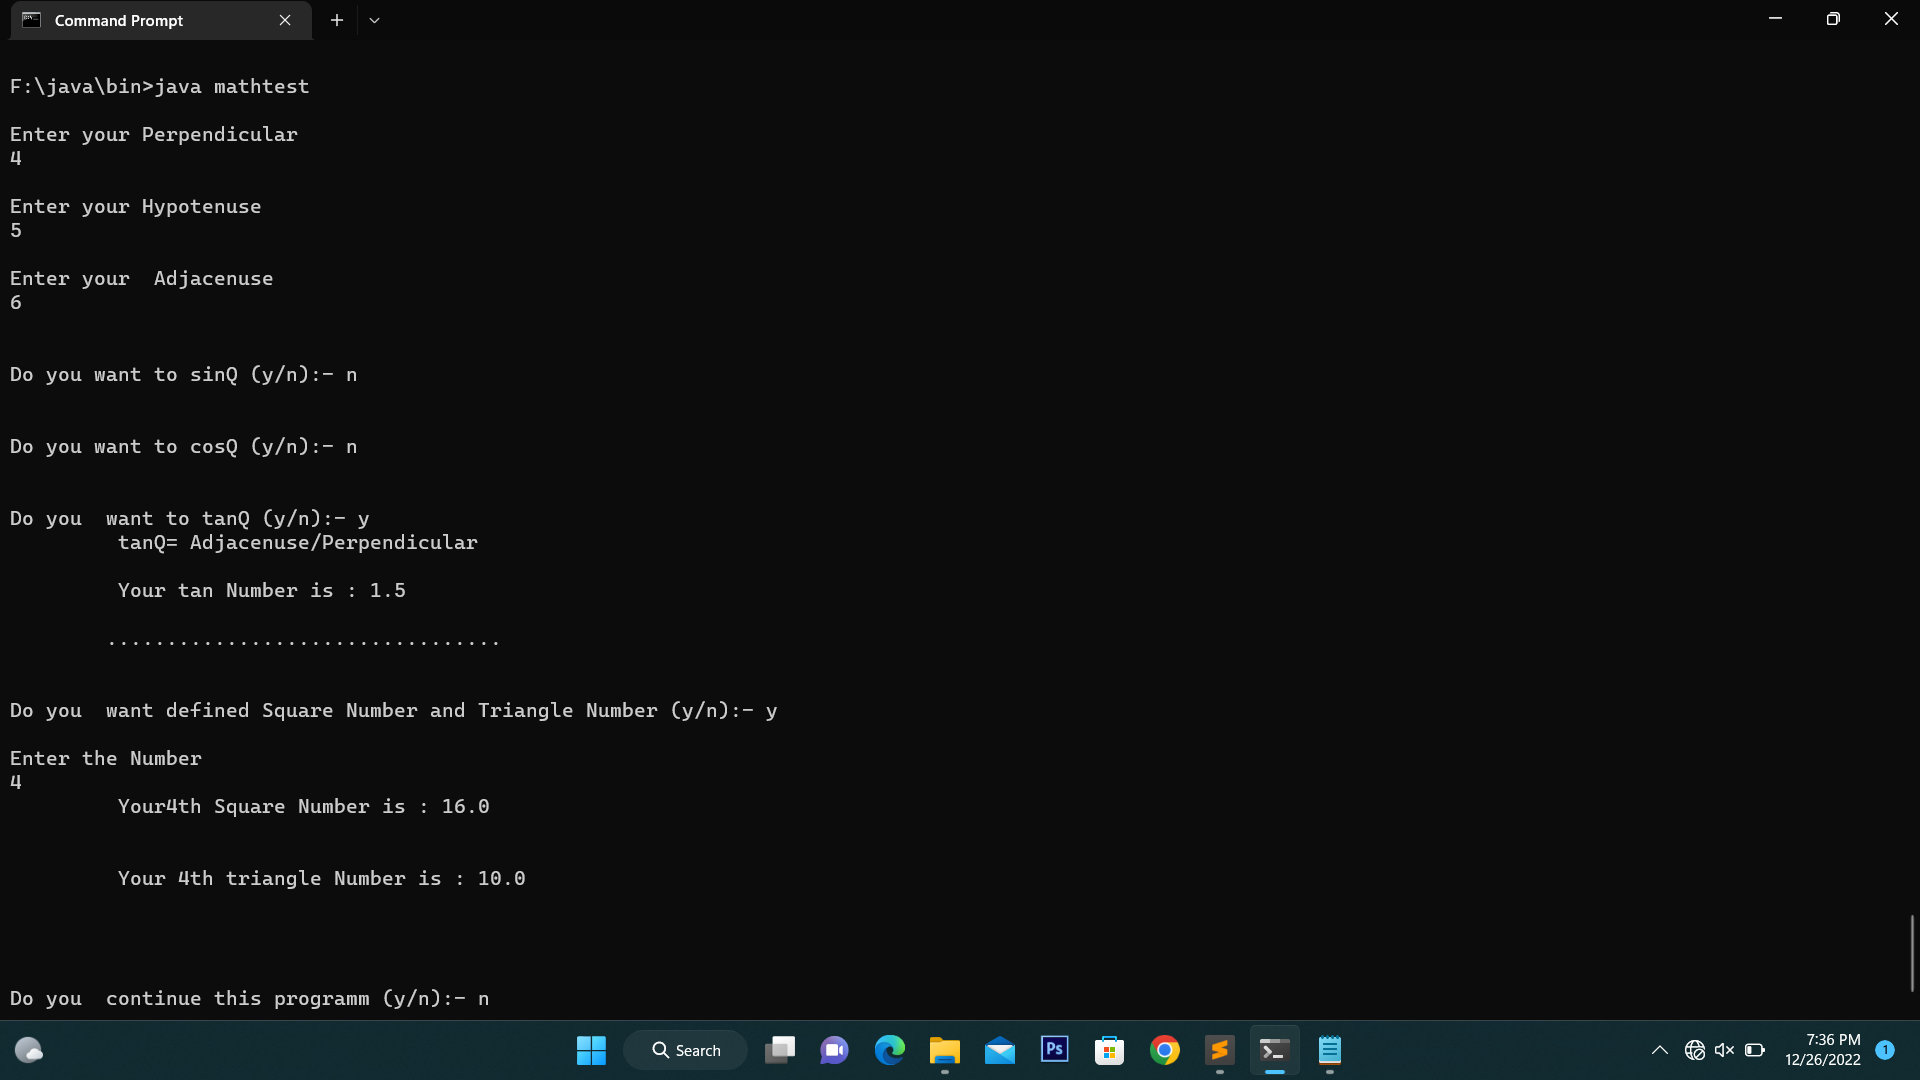 Command Prompt
F:\java\bin>java mathtest
Enter your Perpendicular
4
Enter your Hypotenuse
5
Enter your  Adjacenuse
6
Do you want to sinQ (y/n):- n
Do you want to cosQ (y/n):- n
Do you  want to tanQ (y/n):- y
tanQ= Adjacenuse/Perpendicular
Your tan Number is : 1.5
.................................
Do you  want defined Square Number and Triangle Number (y/n):- y
Enter the Number
4
Your4th Square Number is : 16.0
Your 4th triangle Number is : 10.0
Do you  continue this programm (y/n):- n
Search
Ps
7:36 PM
12/26/2022
1